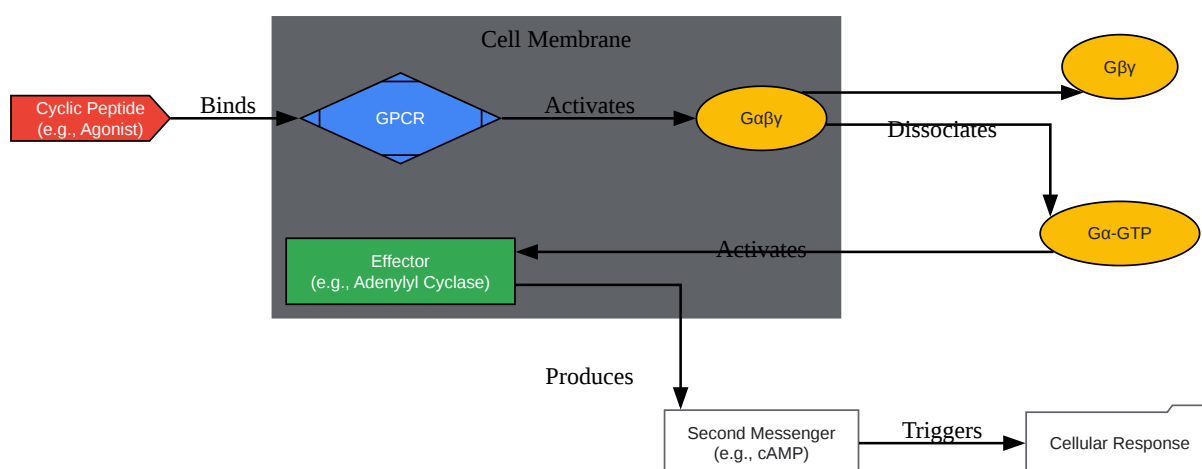 Cell Membrane
Cyclic Peptide
(e.g., Agonist)
Binds
GPCR
Activates
Gαβγ
Gβγ
Dissociates
Gα-GTP
Activates
Effector
(e.g., Adenylyl Cyclase)
Produces
Second Messenger
(e.g., cAMP)
Triggers
Cellular Response